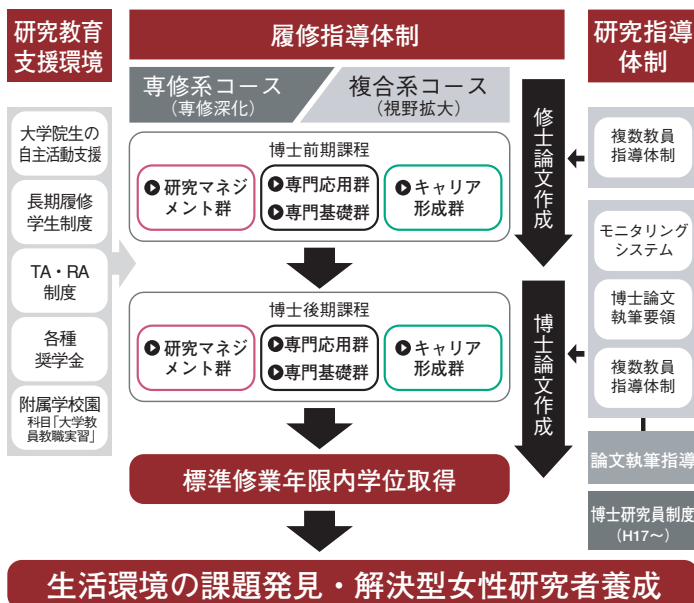 研究教育
支援環境
大学院生の
自主活動支援
長期履修
学生制度
TA・RA
制度
各種
奨学金
附属学校園
科目「大学教
員教職実習」
履修指導体制
専修系コース
（専修深化）
複合系コース
（視野拡大）
博士前期課程
研究マネジ
メント群
専門応用群
専門基礎群
キャリア
形成群
博士後期課程
研究マネジ
メント群
専門応用群
専門基礎群
キャリア
形成群
修士論文作成
博士論文作成
研究指導
体制
複数教員
指導体制
モニタリング
システム
博士論文
執筆要領
複数教員
指導体制
論文執筆指導
博士研究員制度
（H17〜）
標準修業年限内学位取得
生活環境の課題発見・解決型女性研究者養成